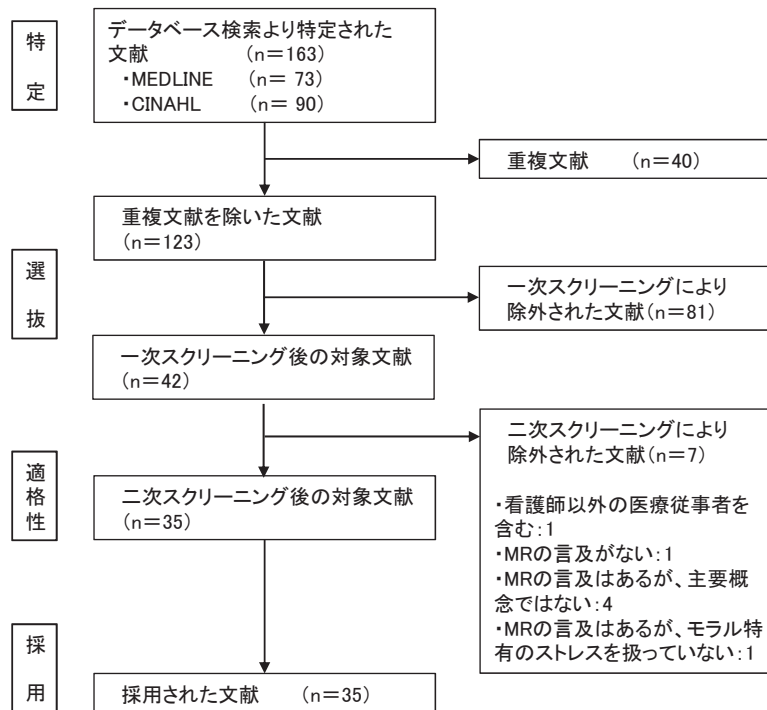 特
定
データベース検索より特定された
文献 (n=163)
・MEDLINE (n= 73)
・CINAHL (n= 90)
重複文献 (n=40)
重複文献を除いた文献
(n=123)
選
抜
一次スクリーニングにより
除外された文献(n=81)
一次スクリーニング後の対象文献
(n=42)
二次スクリーニングにより
除外された文献(n=7)
・看護師以外の医療従事者を
含む:1
・MRの言及がない:1
・MRの言及はあるが、主要概
念ではない:4
・MRの言及はあるが、モラル特
有のストレスを扱っていない:1
適
格
性
二次スクリーニング後の対象文献
(n=35)
採
用
採用された文献 (n=35)